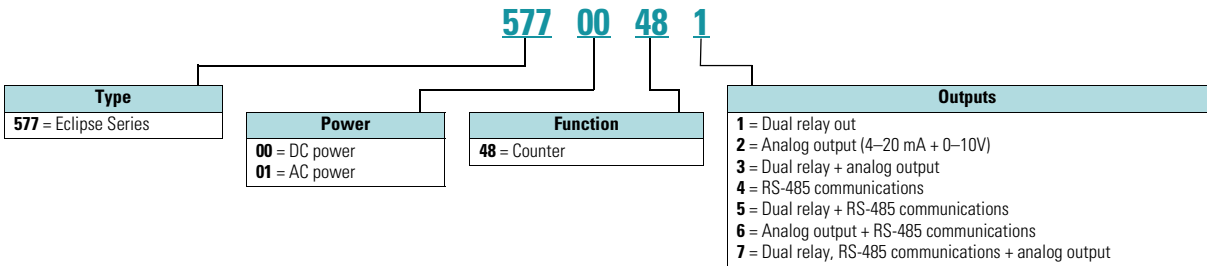 577 00 48 1
Type
577 = Eclipse Series
Power
00 = DC power
01 = AC power
Function
48 = Counter
Outputs
1 = Dual relay out
2 = Analog output (4–20 mA + 0–10V)
3 = Dual relay + analog output
4 = RS-485 communications
5 = Dual relay + RS-485 communications
6 = Analog output + RS-485 communications
7 = Dual relay, RS-485 communications + analog output